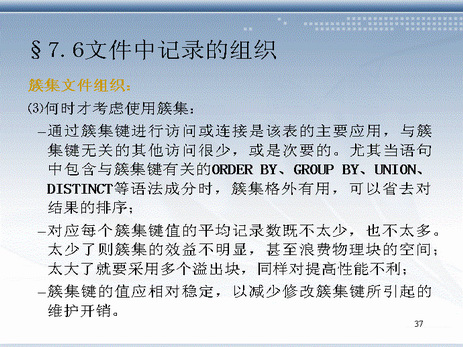 §7.6文件中记录的组织
簇集文件组织：
⑶何时才考虑使用簇集：
–通过簇集键进行访问或连接是该表的主要应用，与簇
集键无关的其他访问很少，或是次要的。尤其当语句
中包含与簇集键有关的ORDER BY、GROUP BY、UNION、
DISTINCT等语法成分时，簇集格外有用，可以省去对
结果的排序；
–对应每个簇集键值的平均记录数既不太少，也不太多。
太少了则簇集的效益不明显，甚至浪费物理块的空间；
太大了就要采用多个溢出块，同样对提高性能不利；
–簇集键的值应相对稳定，以减少修改簇集键所引起的
维护开销。
37